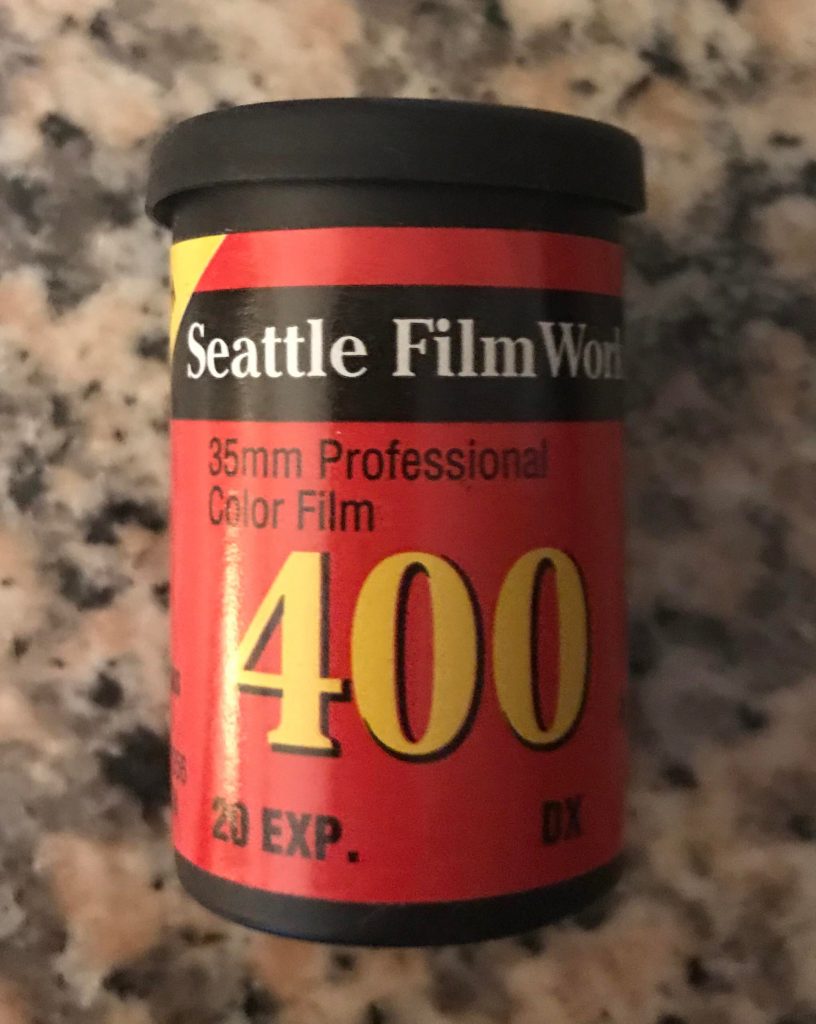 Seattle FilmWork
35mm Professional
Color Film
400
20 EXP. DX